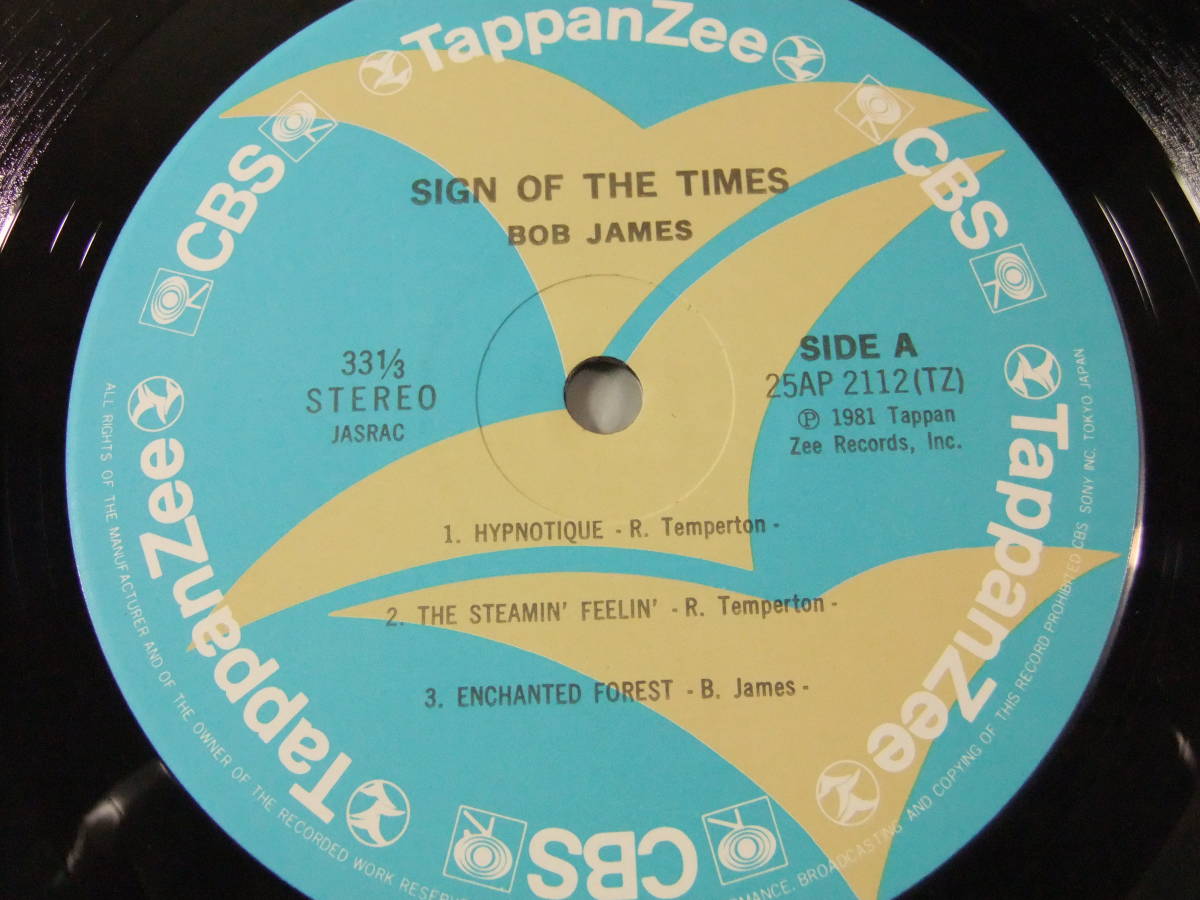 TappanZee
CBS
CBS
SIGN OF THE TIMES
BOB JAMES
33⅓
STEREO
JASRAC
SIDE A
25AP 2112(TZ)
Ⓟ 1981 Tappan
Zee Records, Inc.
1. HYPNOTIQUE - R. Temperton -
2. THE STEAMIN' FEELIN' - R. Temperton -
3. ENCHANTED FOREST - B. James -
TappanZee
TappanZee
CBS
ALL RIGHTS OF THE MANUFACTURER AND OF THE OWNER OF THE RECORDED WORK RESERVE
MANCE, BROADCASTING AND COPYING OF THIS RECORD PROHIBITED CBS SONY INC. TOKYO JAPAN